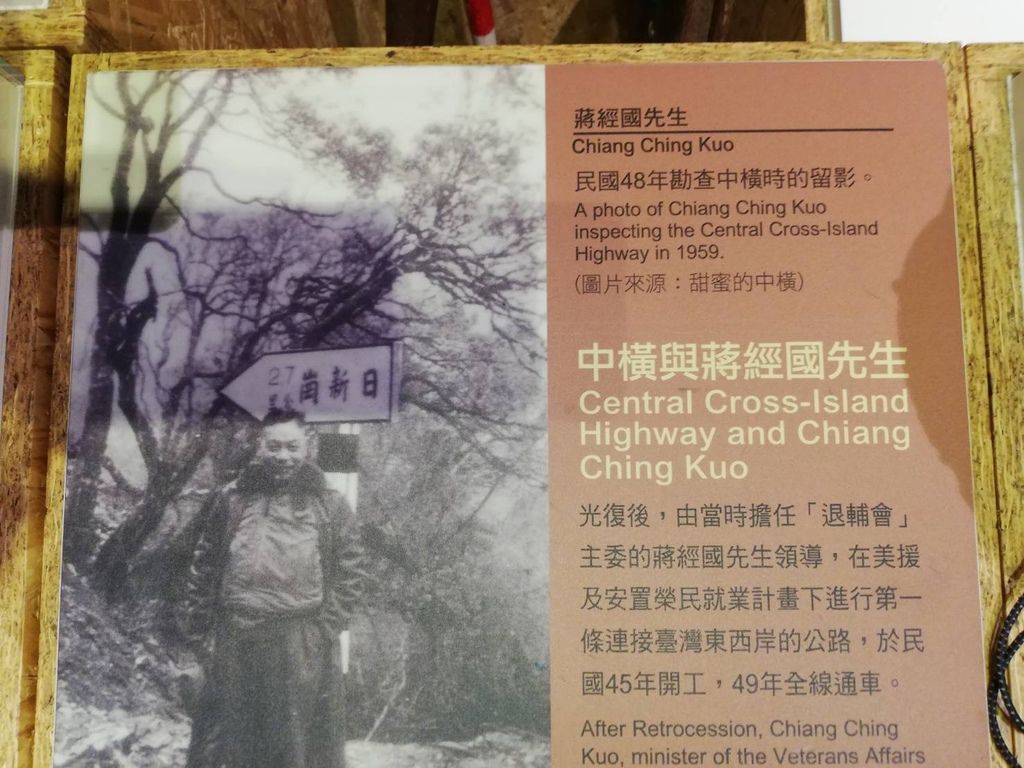 蔣經國先生
Chiang Ching Kuo
民國48年勘查中橫時的留影。
A photo of Chiang Ching Kuo
inspecting the Central Cross-Island
Highway in 1959.
(圖片來源：甜蜜的中橫)
中橫與蔣經國先生
Central Cross-Island
Highway and Chiang
Ching Kuo
光復後，由當時擔任「退輔會」
主委的蔣經國先生領導，在美援
及安置榮民就業計畫下進行第一
條連接臺灣東西岸的公路，於民
國45年開工，49年全線通車。
After Retrocession, Chiang Ching
Kuo, minister of the Veterans Affairs
27
崗新日